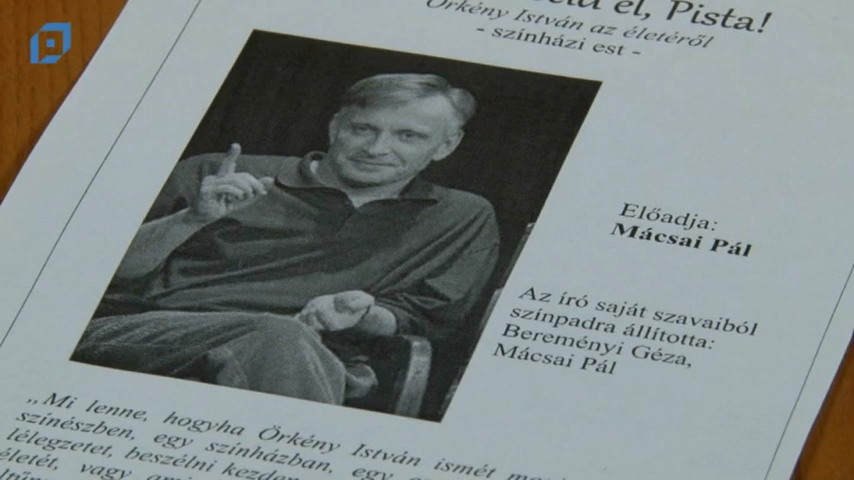 el, Pista!
Örkény István az életéről
- színházi est -
Előadja:
Mácsai Pál
Az író saját szavaiból
színpadra állította:
Bereményi Géza,
Mácsai Pál
„Mi lenne, hogyha Örkény István ismét
színészben, egy színházban, egy
lélegzetet, beszélni
életét, vagy